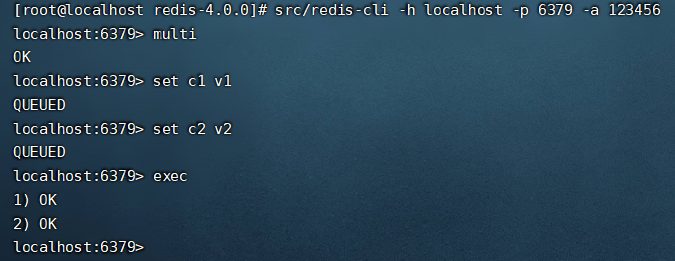 [root@localhost redis-4.0.0]# src/redis-cli -h localhost -p 6379 -a 123456
localhost:6379> multi
OK
localhost:6379> set c1 v1
QUEUED
localhost:6379> set c2 v2
QUEUED
localhost:6379> exec
1) OK
2) OK
localhost:6379>